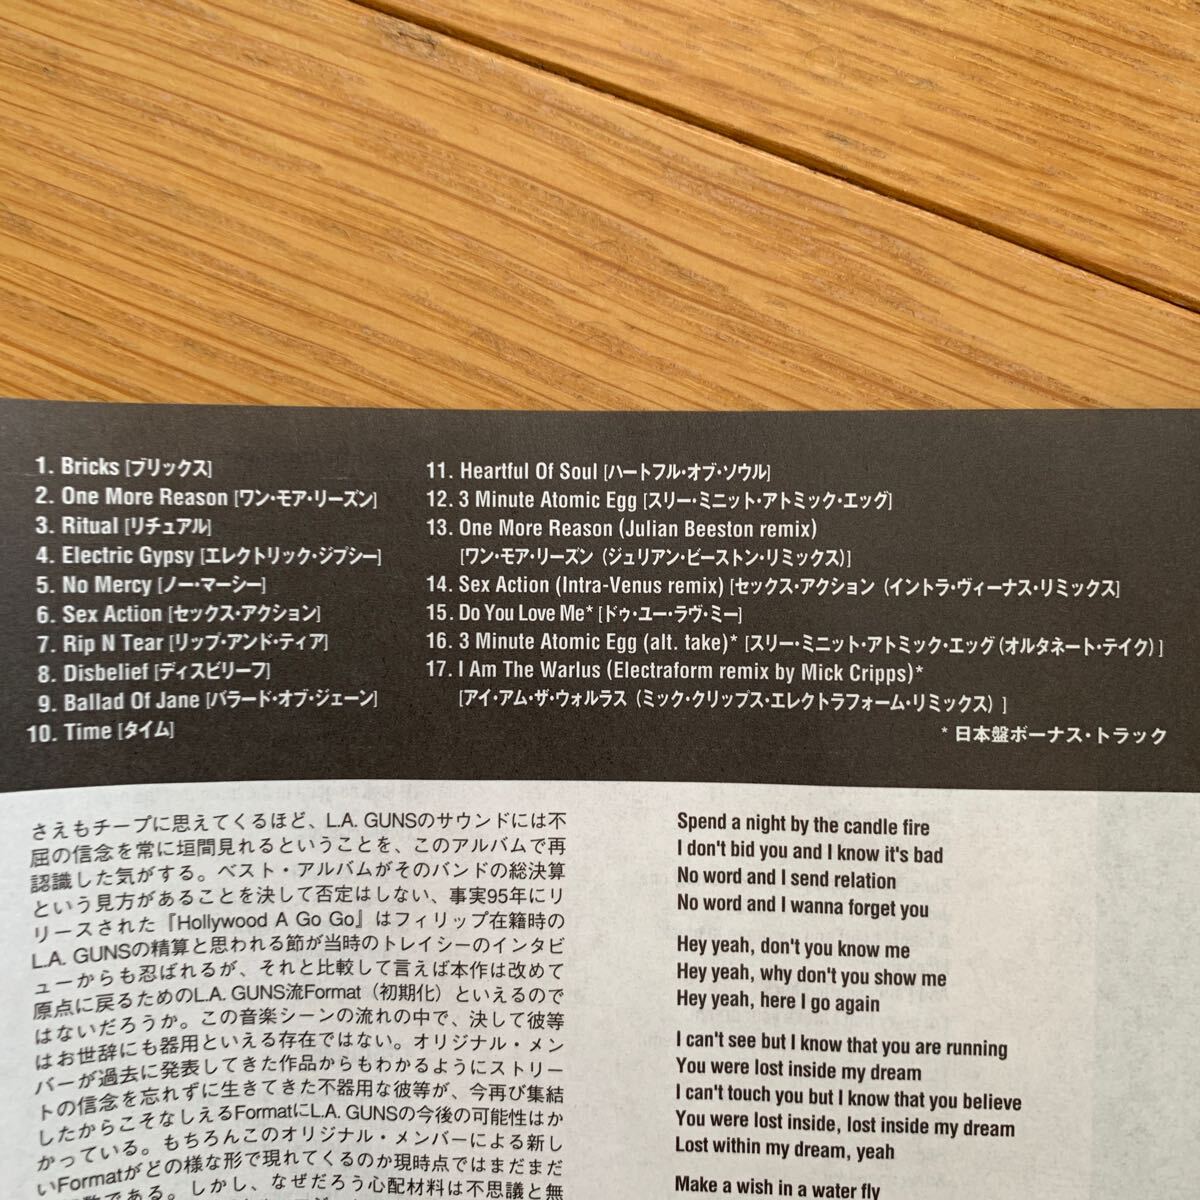 1. Bricks [ブリックス]
2. One More Reason [ワン・モア・リーズン]
3. Ritual [リチュアル]
4. Electric Gypsy [エレクトリック・ジプシー]
5. No Mercy [ノー・マーシー]
6. Sex Action [セックス・アクション]
7. Rip N Tear [リップ・アンド・ティア]
8. Disbelief [ディスビリーフ]
9. Ballad Of Jane [バラード・オブ・ジェーン]
10. Time [タイム]
11. Heartful Of Soul [ハートフル・オブ・ソウル]
12. 3 Minute Atomic Egg [スリー・ミニット・アトミック・エッグ]
13. One More Reason (Julian Beeston remix)
[ワン・モア・リーズン (ジュリアン・ビーストン・リミックス)]
14. Sex Action (Intra-Venus remix) [セックス・アクション (イントラ・ヴィーナス・リミックス]
15. Do You Love Me* [ドゥ・ユー・ラヴ・ミー]
16. 3 Minute Atomic Egg (alt. take)* [スリー・ミニット・アトミック・エッグ(オルタネート・テイク)]
17. I Am The Warlus (Electraform remix by Mick Cripps)*
[アイ・アム・ザ・ウォルラス (ミック・クリップス・エレクトラフォーム・リミックス)]
* 日本盤ボーナス・トラック
さえもチープに思えてくるほど、L.A. GUNSのサウンドには不
屈の信念を常に垣間見れるということを、このアルバムで再
認識した気がする。ベスト・アルバムがそのバンドの総決算
という見方があることを決して否定はしない、事実95年にリ
リースされた『Hollywood A Go Go』はフィリップ在籍時の
L.A. GUNSの精算と思われる節が当時のトレイシーのインタビ
ューからも忍ばれるが、それと比較して言えば本作は改めて
原点に戻るためのL.A. GUNS流Format（初期化）といえるので
はないだろうか。この音楽シーンの流れの中で、決して彼等
はお世辞にも器用といえる存在ではない。オリジナル・メン
バーが過去に発表してきた作品からもわかるようにストリー
トの信念を忘れずに生きてきた不器用な彼等が、今再び集結
したからこそなしえるFormatにL.A. GUNSの今後の可能性はか
かっている。もちろんこのオリジナル・メンバーによる新し
いFormatがどの様な形で現れてくるのか現時点ではまだまだ
である。しかし、なぜだろう心配材料は不思議と無
Spend a night by the candle fire
I don't bid you and I know it's bad
No word and I send relation
No word and I wanna forget you
Hey yeah, don't you know me
Hey yeah, why don't you show me
Hey yeah, here I go again
I can't see but I know that you are running
You were lost inside my dream
I can't touch you but I know that you believe
You were lost inside, lost inside my dream
Lost within my dream, yeah
Make a wish in a water fly